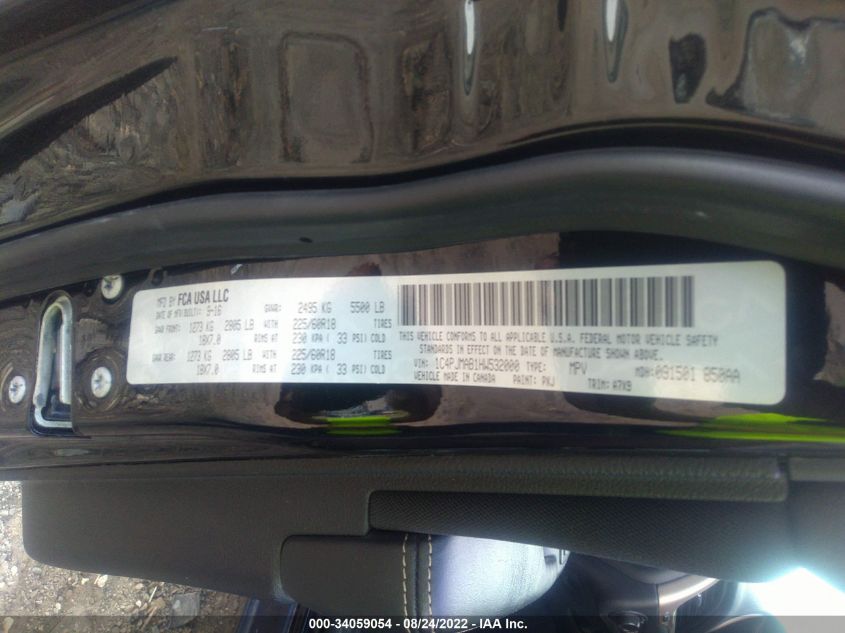 MFD BY FCA USA LLC
DATE OF MFR(BUILT): 9-16 GVWR: 2495 KG 5500 LB
GAWR FRONT: 1273 KG 2805 LB WITH 225/60R18 TIRES
18X7.0 RIMS AT 230 KPA ( 33 PSI) COLD
GAWR REAR: 1273 KG 2805 LB WITH 225/60R18 TIRES
18X7.0 RIMS AT 230 KPA ( 33 PSI) COLD
THIS VEHICLE CONFORMS TO ALL APPLICABLE U.S.A. FEDERAL MOTOR VEHICLE SAFETY
STANDARDS IN EFFECT ON THE DATE OF MANUFACTURE SHOWN ABOVE.
VIN: 1C4PJMAB1HW532000 TYPE: MPV MDH: 091501 850AA
VEHICLE MADE IN CANADA PAINT: PXJ TRIM: A7X9
000-34059054 - 08/24/2022 - IAA Inc.